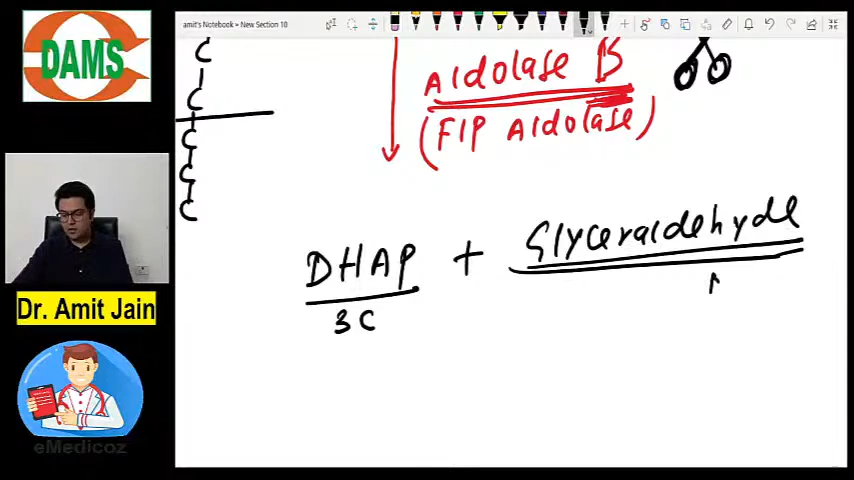 amit's Notebook > New Section 10
DAMS
C
C
C
C
C
Aldolase B
(F1P Aldolase)
DHAP + Glyceraldehyde
3C
Dr. Amit Jain
eMedicoz